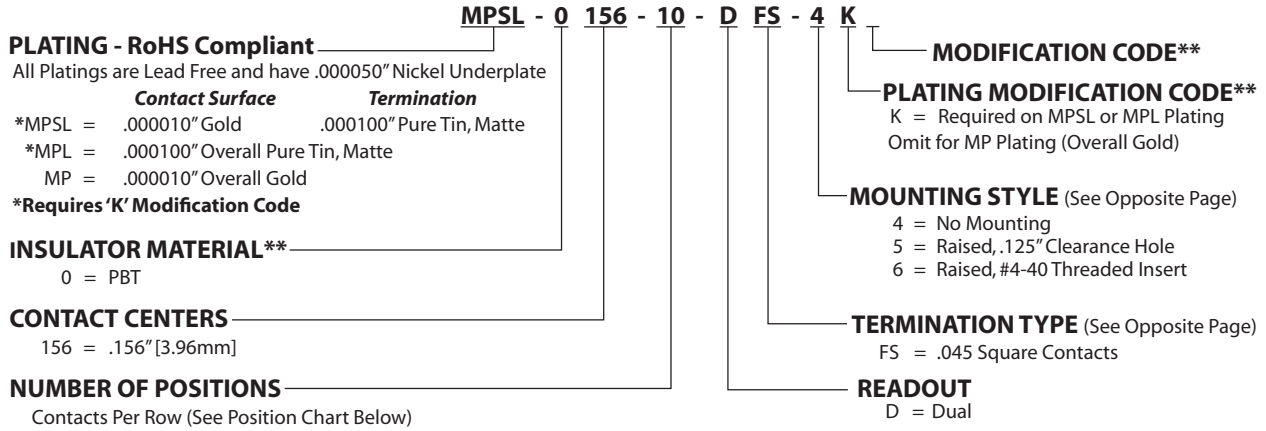 MPSL - 0 156 - 10 - D FS - 4 K _
PLATING - RoHS Compliant
All Platings are Lead Free and have .000050″ Nickel Underplate
Contact Surface Termination
*MPSL = .000010″ Gold .000100″ Pure Tin, Matte
*MPL = .000100″ Overall Pure Tin, Matte
MP = .000010″ Overall Gold
*Requires ‘K’ Modification Code
INSULATOR MATERIAL**
0 = PBT
CONTACT CENTERS
156 = .156″ [3.96mm]
NUMBER OF POSITIONS
Contacts Per Row (See Position Chart Below)
MODIFICATION CODE**
PLATING MODIFICATION CODE**
K = Required on MPSL or MPL Plating
Omit for MP Plating (Overall Gold)
MOUNTING STYLE (See Opposite Page)
4 = No Mounting
5 = Raised, .125″ Clearance Hole
6 = Raised, #4-40 Threaded Insert
TERMINATION TYPE (See Opposite Page)
FS = .045 Square Contacts
READOUT
D = Dual